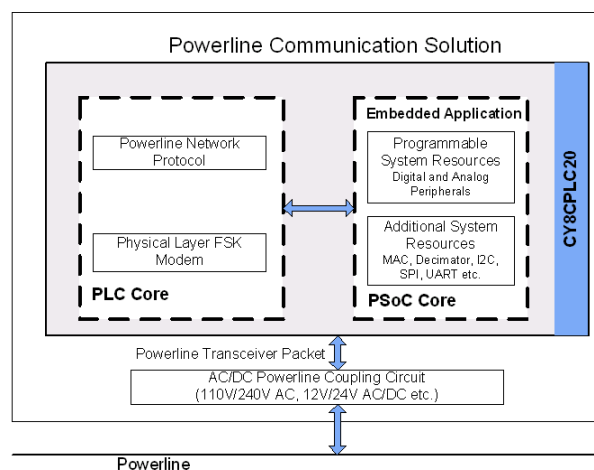 Powerline Communication Solution
Embedded Application
Powerline Network
Protocol
Programmable
System Resources
Digital and Analog
Peripherals
Physical Layer FSK
Modem
Additional System
Resources
MAC, Decimator, I2C,
SPI, UART etc.
PLC Core
PSoC Core
CY8CPLC20
Powerline Transceiver Packet
AC/DC Powerline Coupling Circuit
(110V/240V AC, 12V/24V AC/DC etc.)
Powerline